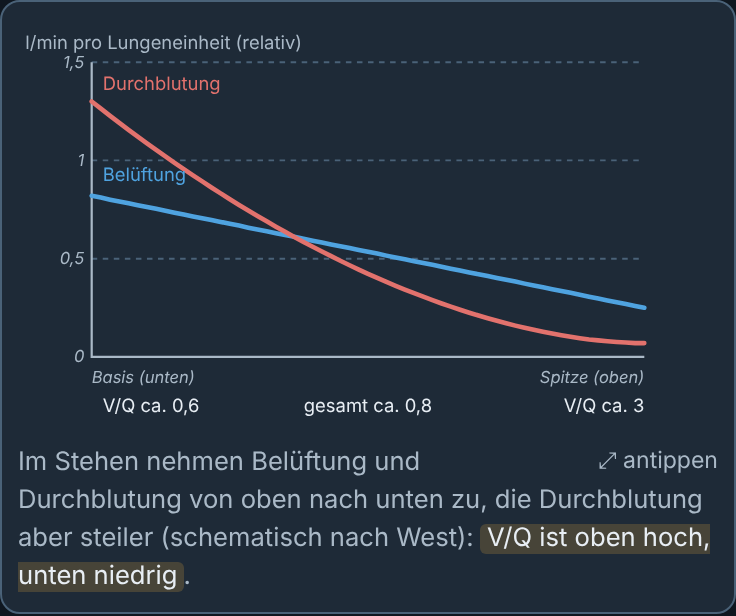 l/min pro Lungeneinheit (relativ)
1,5
Durchblutung
1
Belüftung
0,5
0
Basis (unten)
Spitze (oben)
V/Q ca. 0,6
gesamt ca. 0,8
V/Q ca. 3
Im Stehen nehmen Belüftung und
⤢ antippen
Durchblutung von oben nach unten zu, die Durchblutung
aber steiler (schematisch nach West): V/Q ist oben hoch,
unten niedrig.